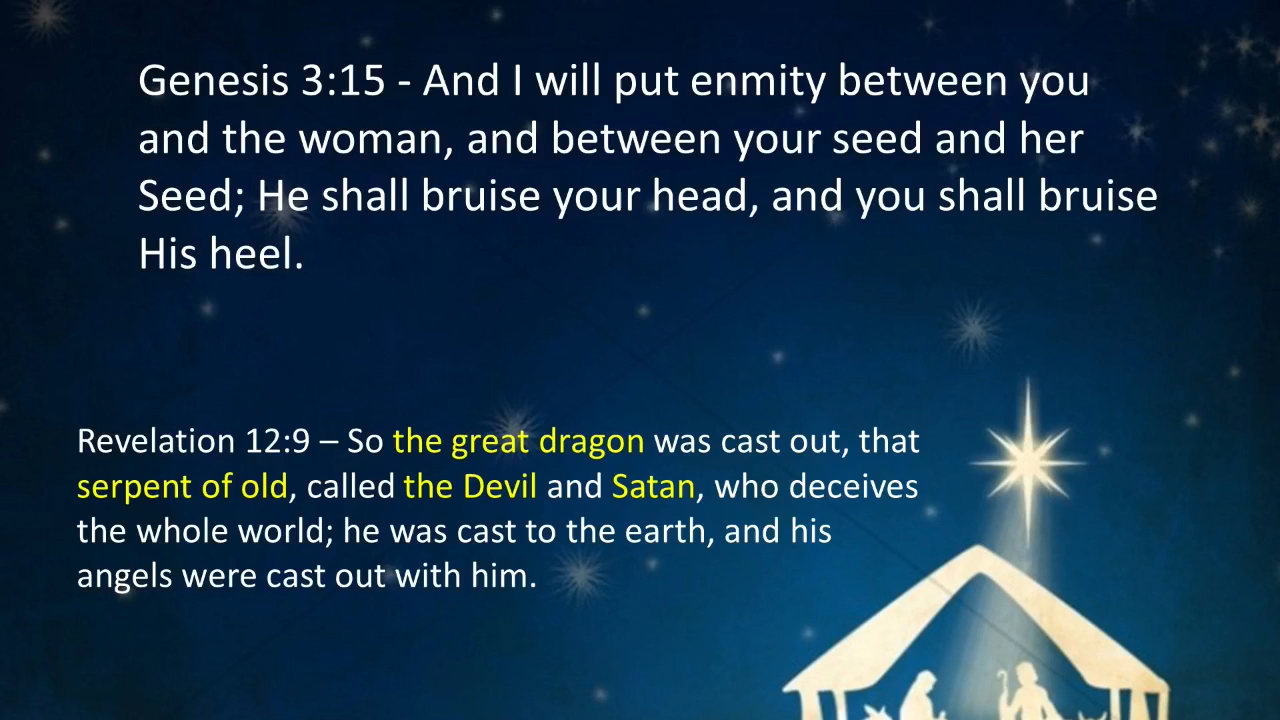 Genesis 3:15 - And I will put enmity between you
and the woman, and between your seed and her
Seed; He shall bruise your head, and you shall bruise
His heel.
Revelation 12:9 – So the great dragon was cast out, that
serpent of old, called the Devil and Satan, who deceives
the whole world; he was cast to the earth, and his
angels were cast out with him.